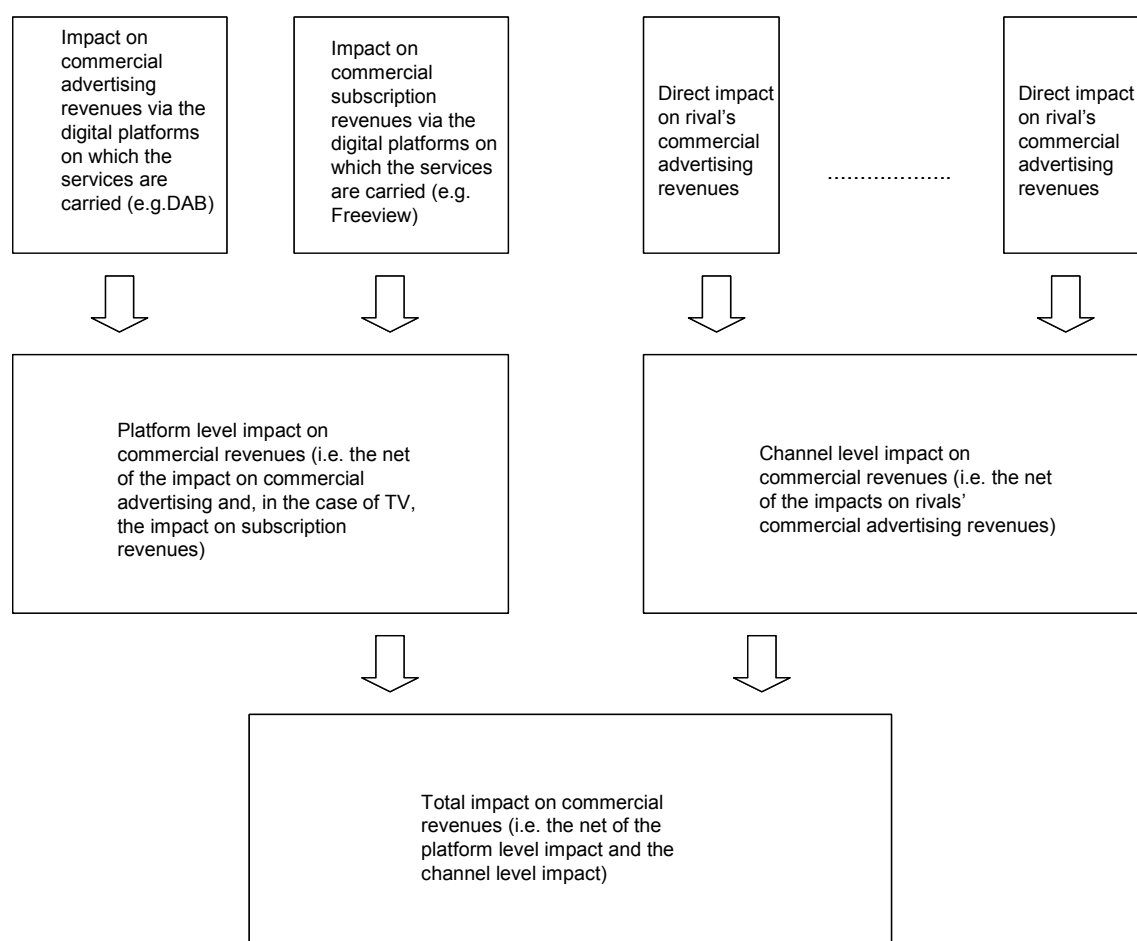 Impact on
commercial
advertising
revenues via the
digital platforms
on which the
services are
carried (e.g.DAB)
Impact on
commercial
subscription
revenues via the
digital platforms on
which the services
are carried (e.g.
Freeview)
Direct impact
on rival’s
commercial
advertising
revenues
.....................
Direct impact
on rival’s
commercial
advertising
revenues
Platform level impact on
commercial revenues (i.e. the net
of the impact on commercial
advertising and, in the case of TV,
the impact on subscription
revenues)
Channel level impact on
commercial revenues (i.e. the net
of the impacts on rivals’
commercial advertising revenues)
Total impact on commercial
revenues (i.e. the net of the
platform level impact and the
channel level impact)